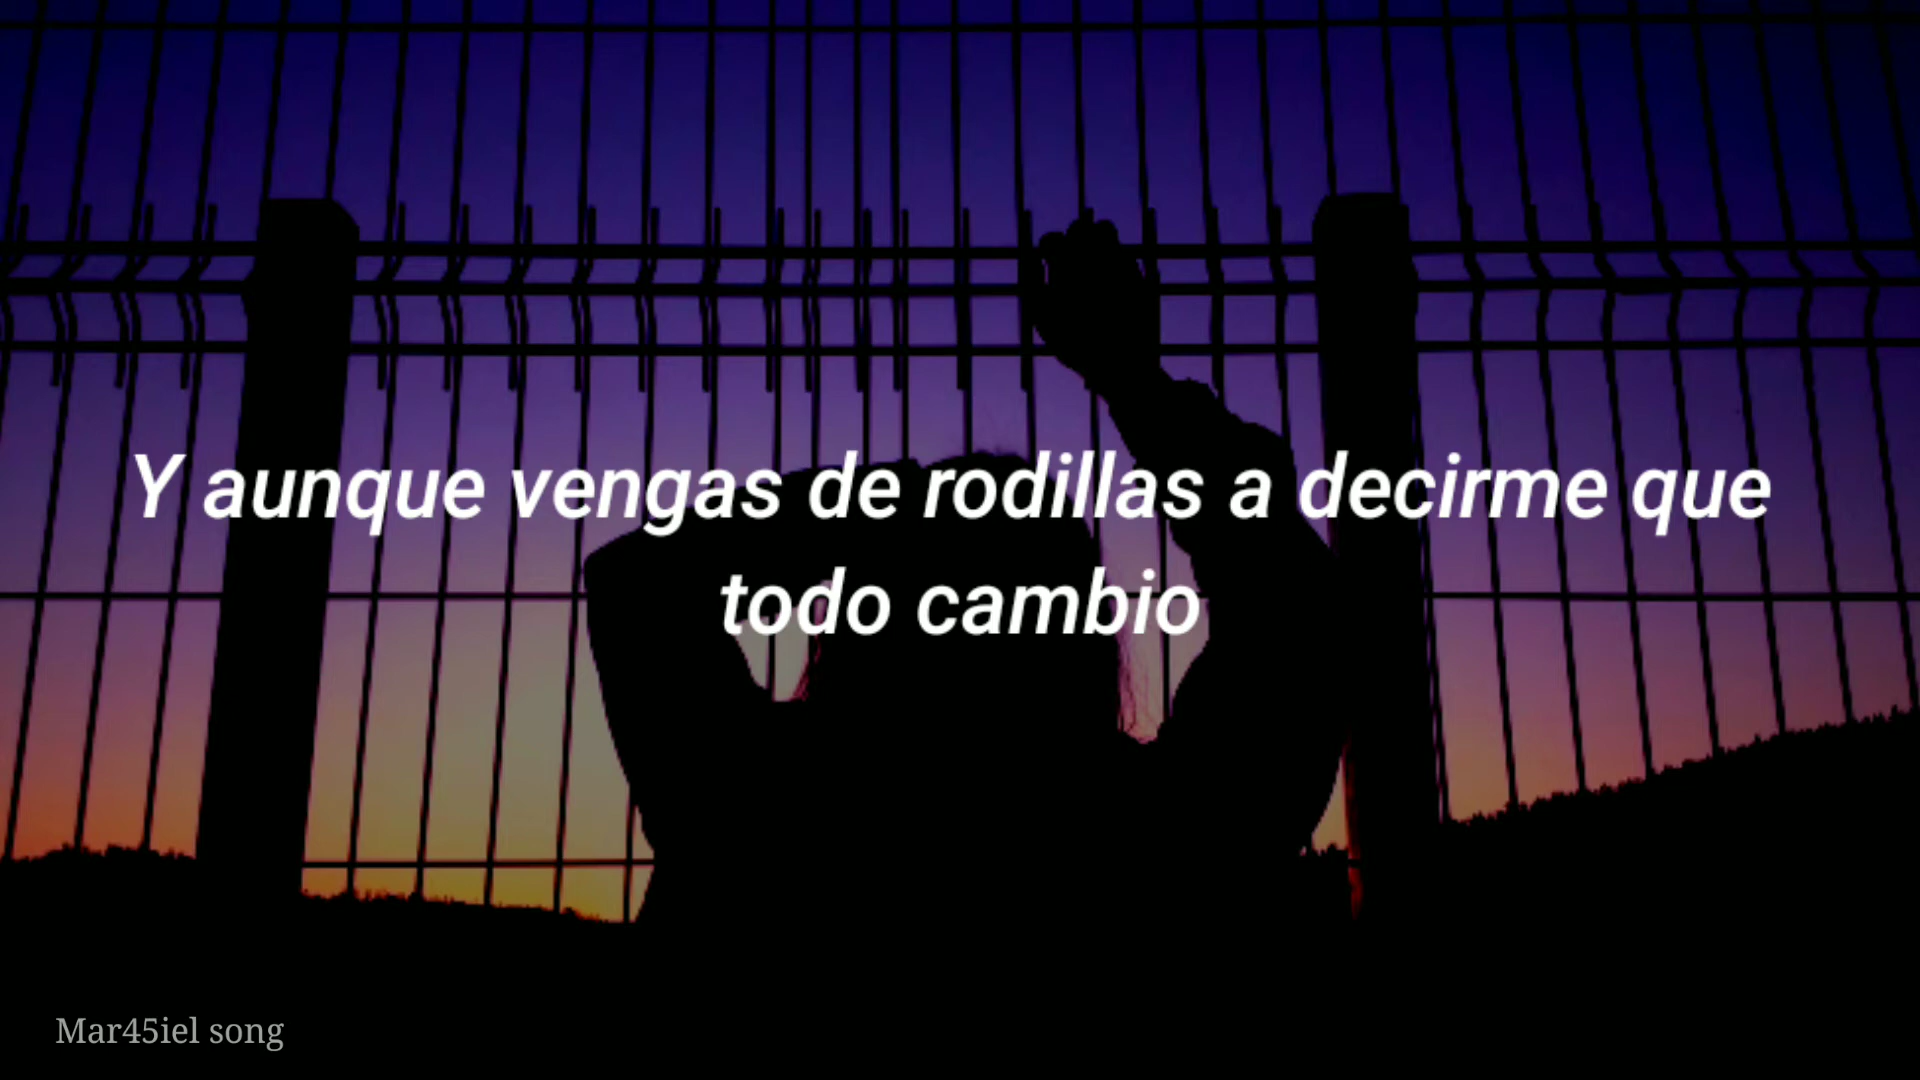 Y aunque vengas de rodillas a decirme que
todo cambio
Mar45iel song